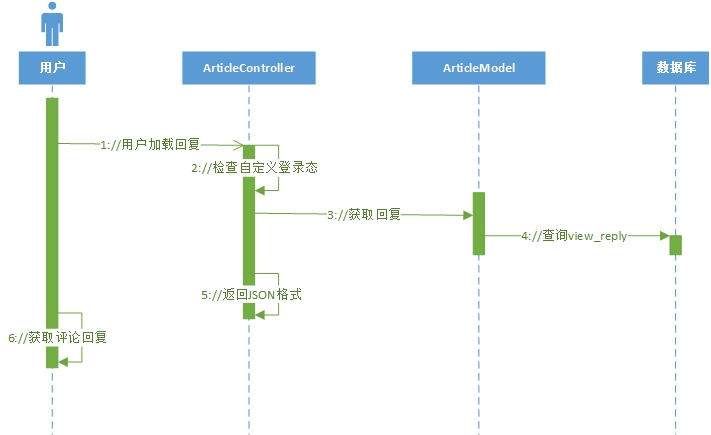 用户
ArticleController
ArticleModel
数据库
1://用户加载回复
2://检查自定义登录态
3://获取回复
4://查询view_reply
5://返回JSON格式
6://获取评论回复